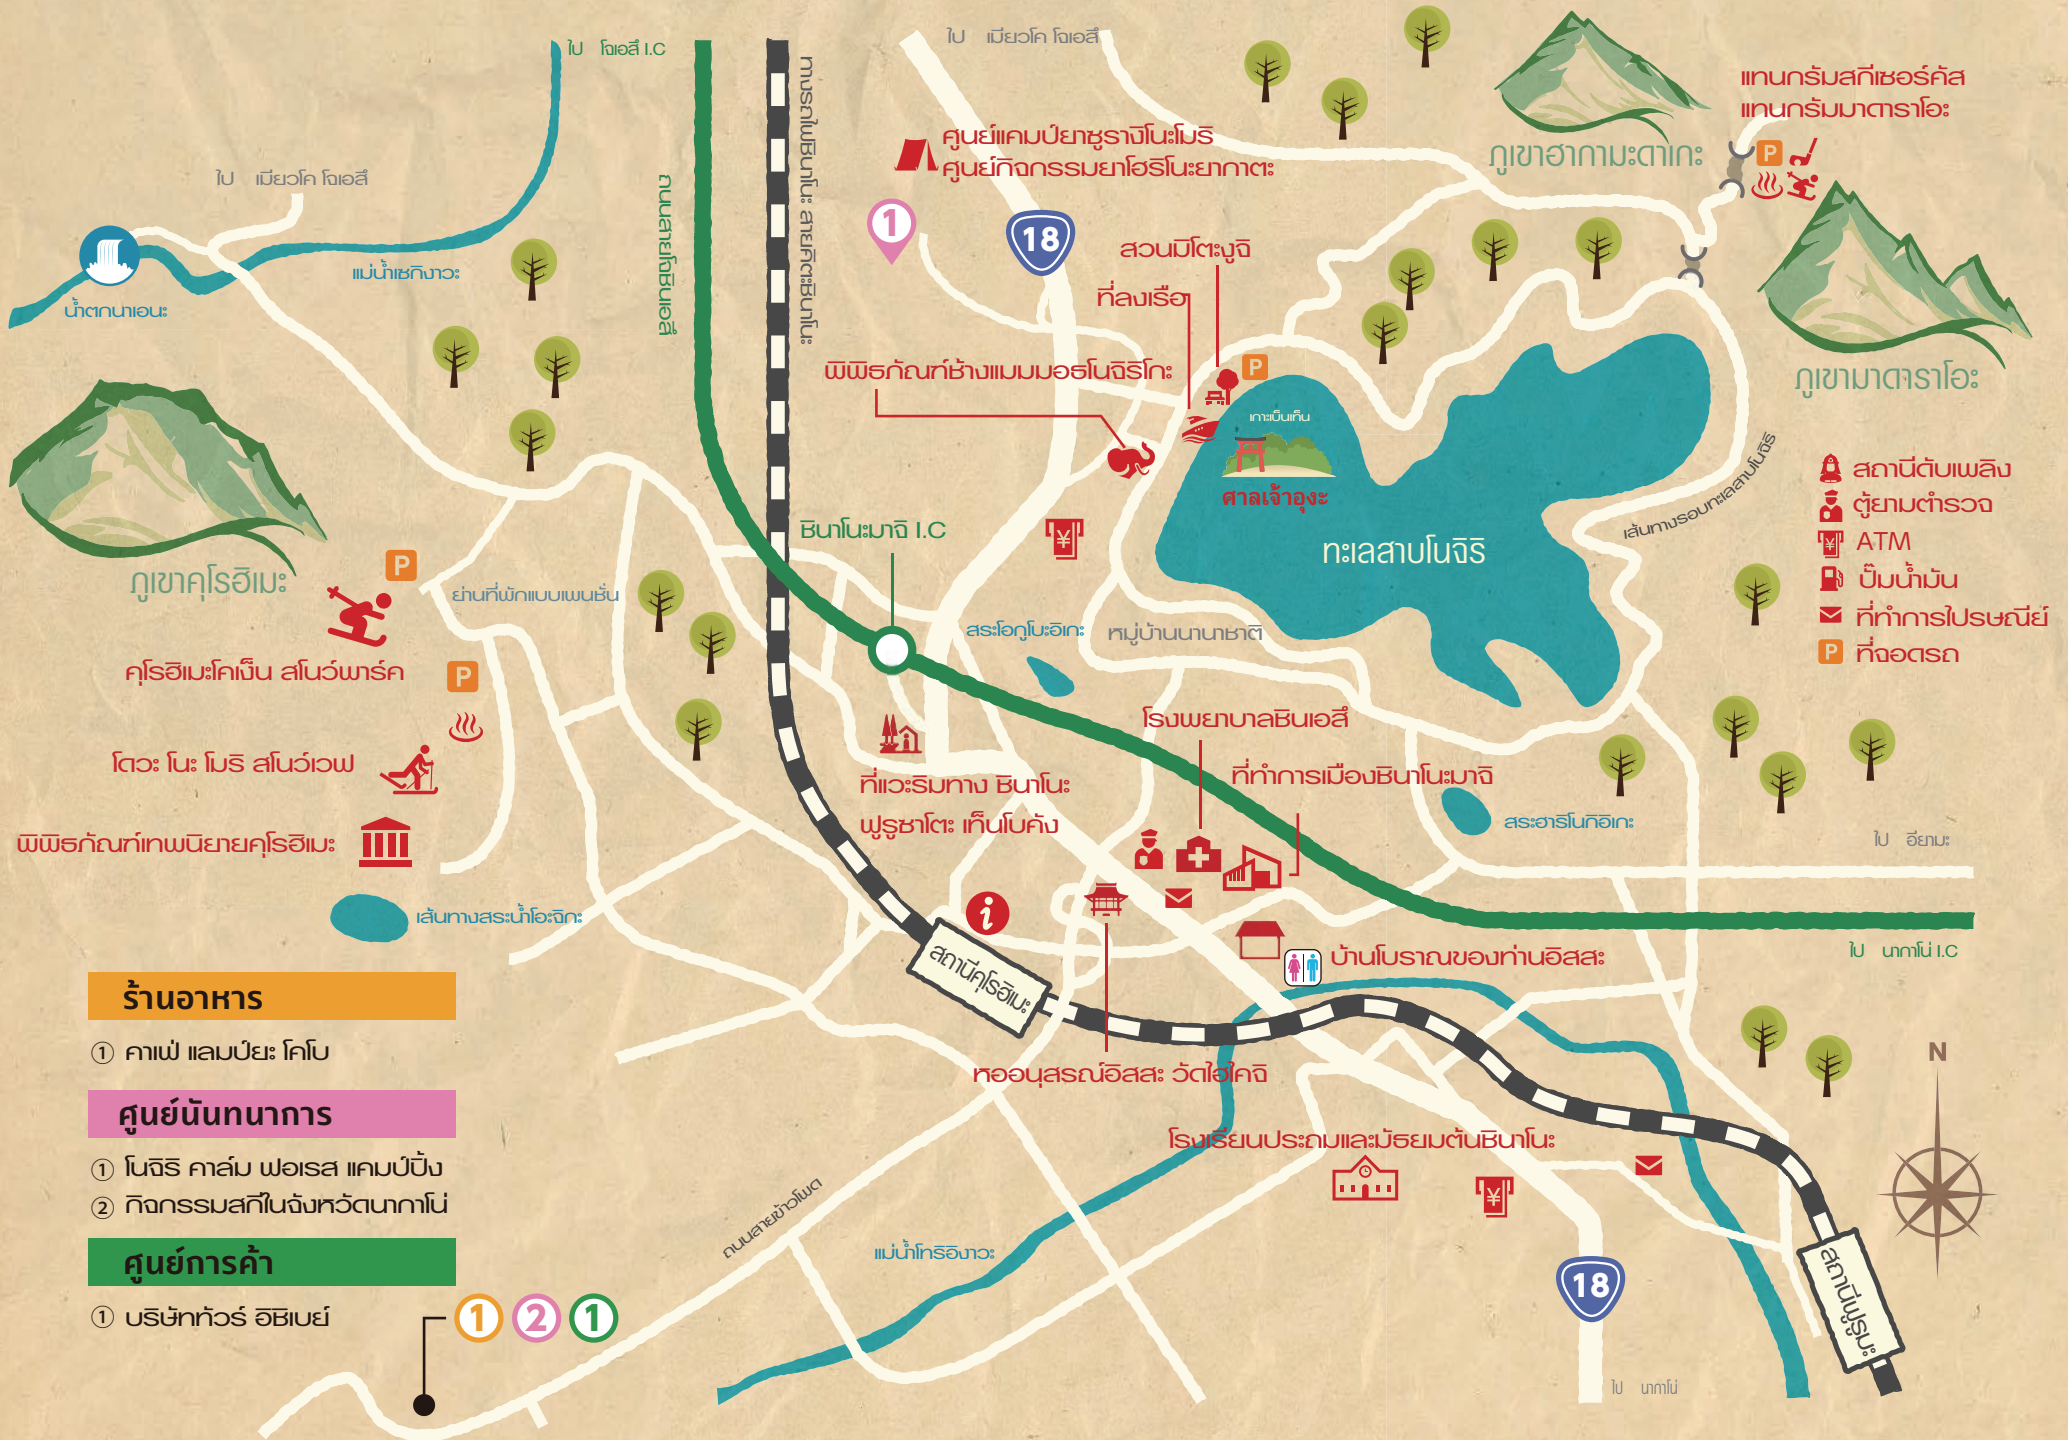 ไป โฉเอสึ I.C
ไป เมียวโค โฉเอสึ
แทนกรัมสกีเซอร์คัส
แทนกรัมมาดาราโอะ
ทางรถไฟชินาโนะ สายคิตะชินาโนะ
ศูนย์แคมป์ยาซูรางิโนะโมริ
ศูนย์กิจกรรมยาโฮริโนะยากาตะ
ภูเขาฮากามะดาเกะ
P
ไป เมียวโค โฉเอสึ
ถนนสายโจชินเอสึ
1
18
สวนมิโตะงูจิ
แม่น้ำเซกิงาวะ
ที่ลงเรือ
น้ำตกนาเอนะ
พิพิธภัณฑ์ช้างแมมมอธโนจิริโกะ
P
ภูเขามาดาราโอะ
เกาะเบ็นเท็น
ศาลเจ้าอุงะ
เส้นทางรอบทะเลสาบโนจิริ
สถานีดับเพลิง
ตู้ยามตำรวจ
¥ ATM
ปั๊มน้ำมัน
ที่ทำการไปรษณีย์
P ที่จอดรถ
ชินาโนะมาจิ I.C
¥
ทะเลสาบโนจิริ
ภูเขาคุโรฮิเมะ
P
ย่านที่พักแบบเพนชั่น
สระโอกูโบะอิเกะ
หมู่บ้านนานาชาติ
คุโรฮิเมะโคเง็น สโนว์พาร์ค
P
โรงพยาบาลชินเอสึ
โดวะ โนะ โมริ สโนว์เวฟ
ที่แวะริมทาง ชินาโนะ
ฟูรูซาโตะ เท็นโบคัง
ที่ทำการเมืองชินาโนะมาจิ
สระฮาริโนกิอิเกะ
พิพิธภัณฑ์เทพนิยายคุโรฮิเมะ
ไป อียามะ
เส้นทางสระน้ำโอะจิกะ
i
สถานีคุโรฮิเมะ
บ้านโบราณของท่านอิสสะ
ไป นากาโน่ I.C
ร้านอาหาร
① คาเฟ่ แลมป์ยะ โคโบ
หออนุสรณ์อิสสะ วัดไฮไคจิ
N
ศูนย์นันทนาการ
① โนจิริ คาล์ม ฟอเรส แคมป์ปิ้ง
② กิจกรรมสกีในจังหวัดนากาโน่
โรงเรียนประถมและมัธยมต้นชินาโนะ
¥
ถนนสายข้าวโพด
แม่น้ำโทริอิงาวะ
ศูนย์การค้า
① บริษัททัวร์ อิชิเบย์
1 2 1
18
สถานีฟูรูมะ
ไป นากาโน่